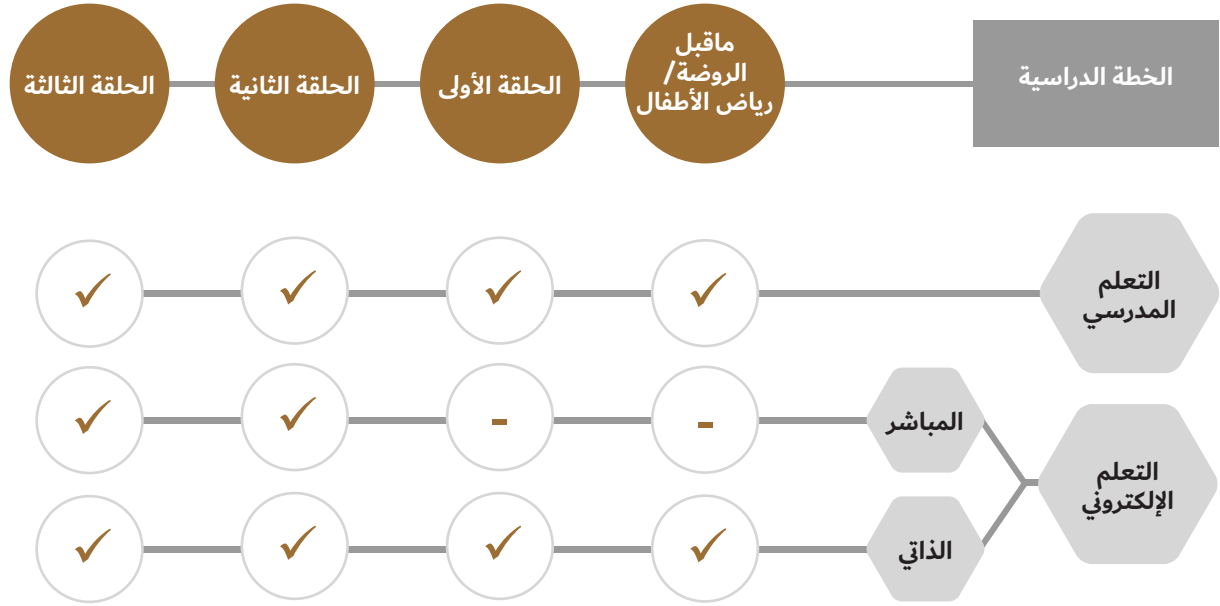 الخطة الدراسية
ماقبل
الروضة/
رياض الأطفال
الحلقة الأولى
الحلقة الثانية
الحلقة الثالثة
التعلم
المدرسي
✓ ✓ ✓ ✓
التعلم
الإلكتروني
المباشر
- - ✓ ✓
الذاتي
✓ ✓ ✓ ✓